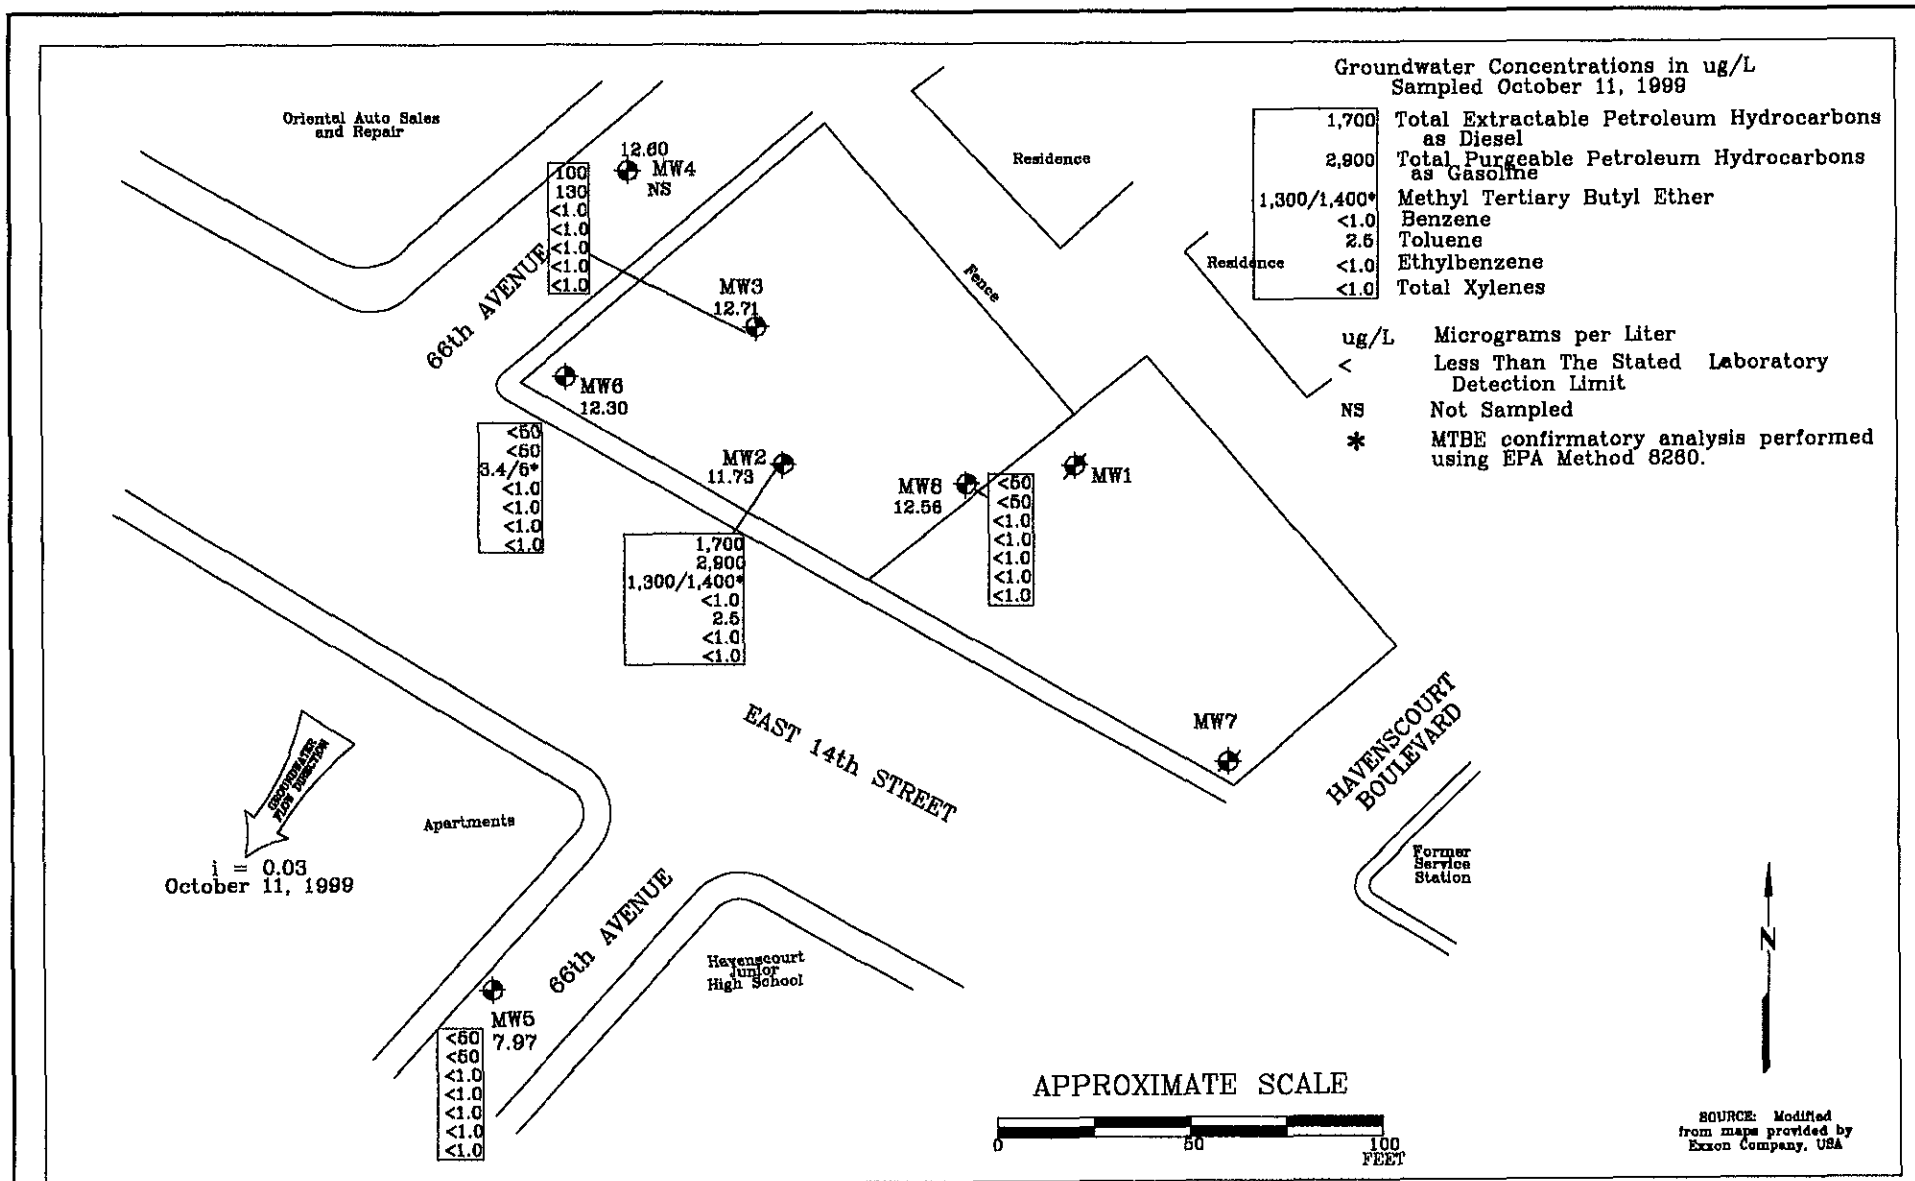 Groundwater Concentrations in ug/L
Sampled October 11, 1999
1,700 Total Extractable Petroleum Hydrocarbons
as Diesel
2,900 Total Purgeable Petroleum Hydrocarbons
as Gasoline
1,300/1,400* Methyl Tertiary Butyl Ether
<1.0 Benzene
2.5 Toluene
<1.0 Ethylbenzene
<1.0 Total Xylenes
ug/L Micrograms per Liter
< Less Than The Stated Laboratory
Detection Limit
NS Not Sampled
* MTBE confirmatory analysis performed
using EPA Method 8260.
Oriental Auto Sales
and Repair
12.60
MW4
NS
100
130
<1.0
<1.0
<1.0
<1.0
<1.0
66th AVENUE
MW3
12.71
Fence
Residence
Residence
MW6
12.30
<50
<50
3.4/5*
<1.0
<1.0
<1.0
<1.0
MW2
11.73
1,700
2,900
1,300/1,400*
<1.0
2.5
<1.0
<1.0
MW8
12.56
<50
<50
<1.0
<1.0
<1.0
<1.0
<1.0
MW1
EAST 14th STREET
MW7
HAVENSCOURT
BOULEVARD
GROUNDWATER
FLOW DIRECTION
i = 0.03
October 11, 1999
Apartments
Former
Service
Station
66th AVENUE
Havenscourt
Junior
High School
MW5
7.97
<50
<50
<1.0
<1.0
<1.0
<1.0
<1.0
N
APPROXIMATE SCALE
0 50 100
FEET
SOURCE: Modified
from maps provided by
Exxon Company, USA